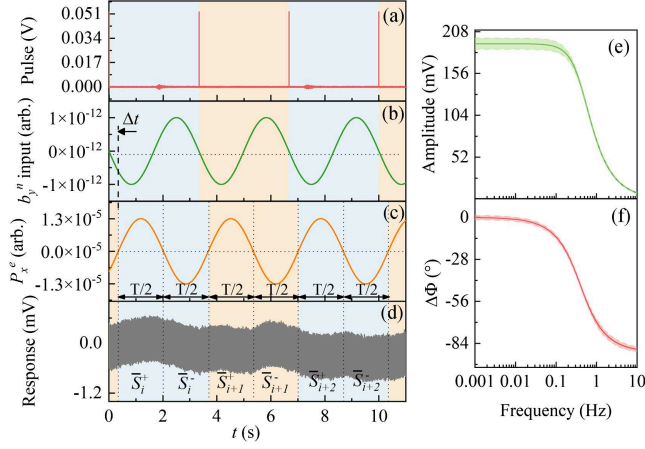 (a)
Pulse (V)
0.051
0.034
0.017
0.000
(b)
b_y^n input (arb.)
1×10^-12
0×10^0
-1×10^-12
Δt
(c)
P_x^e (arb.)
1.3×10^-5
0.0×10^0
-1.3×10^-5
T/2 T/2 T/2 T/2 T/2 T/2
(d)
Response (mV)
0.0
-1.2
S̅_i^+ S̅_i^- S̅_{i+1}^+ S̅_{i+1}^- S̅_{i+2}^+ S̅_{i+2}^-
0 2 4 6 8 10
t (s)
(e)
Amplitude (mV)
208
156
104
52
(f)
ΔΦ (°)
0
-28
-56
-84
0.001 0.01 0.1 1 10
Frequency (Hz)